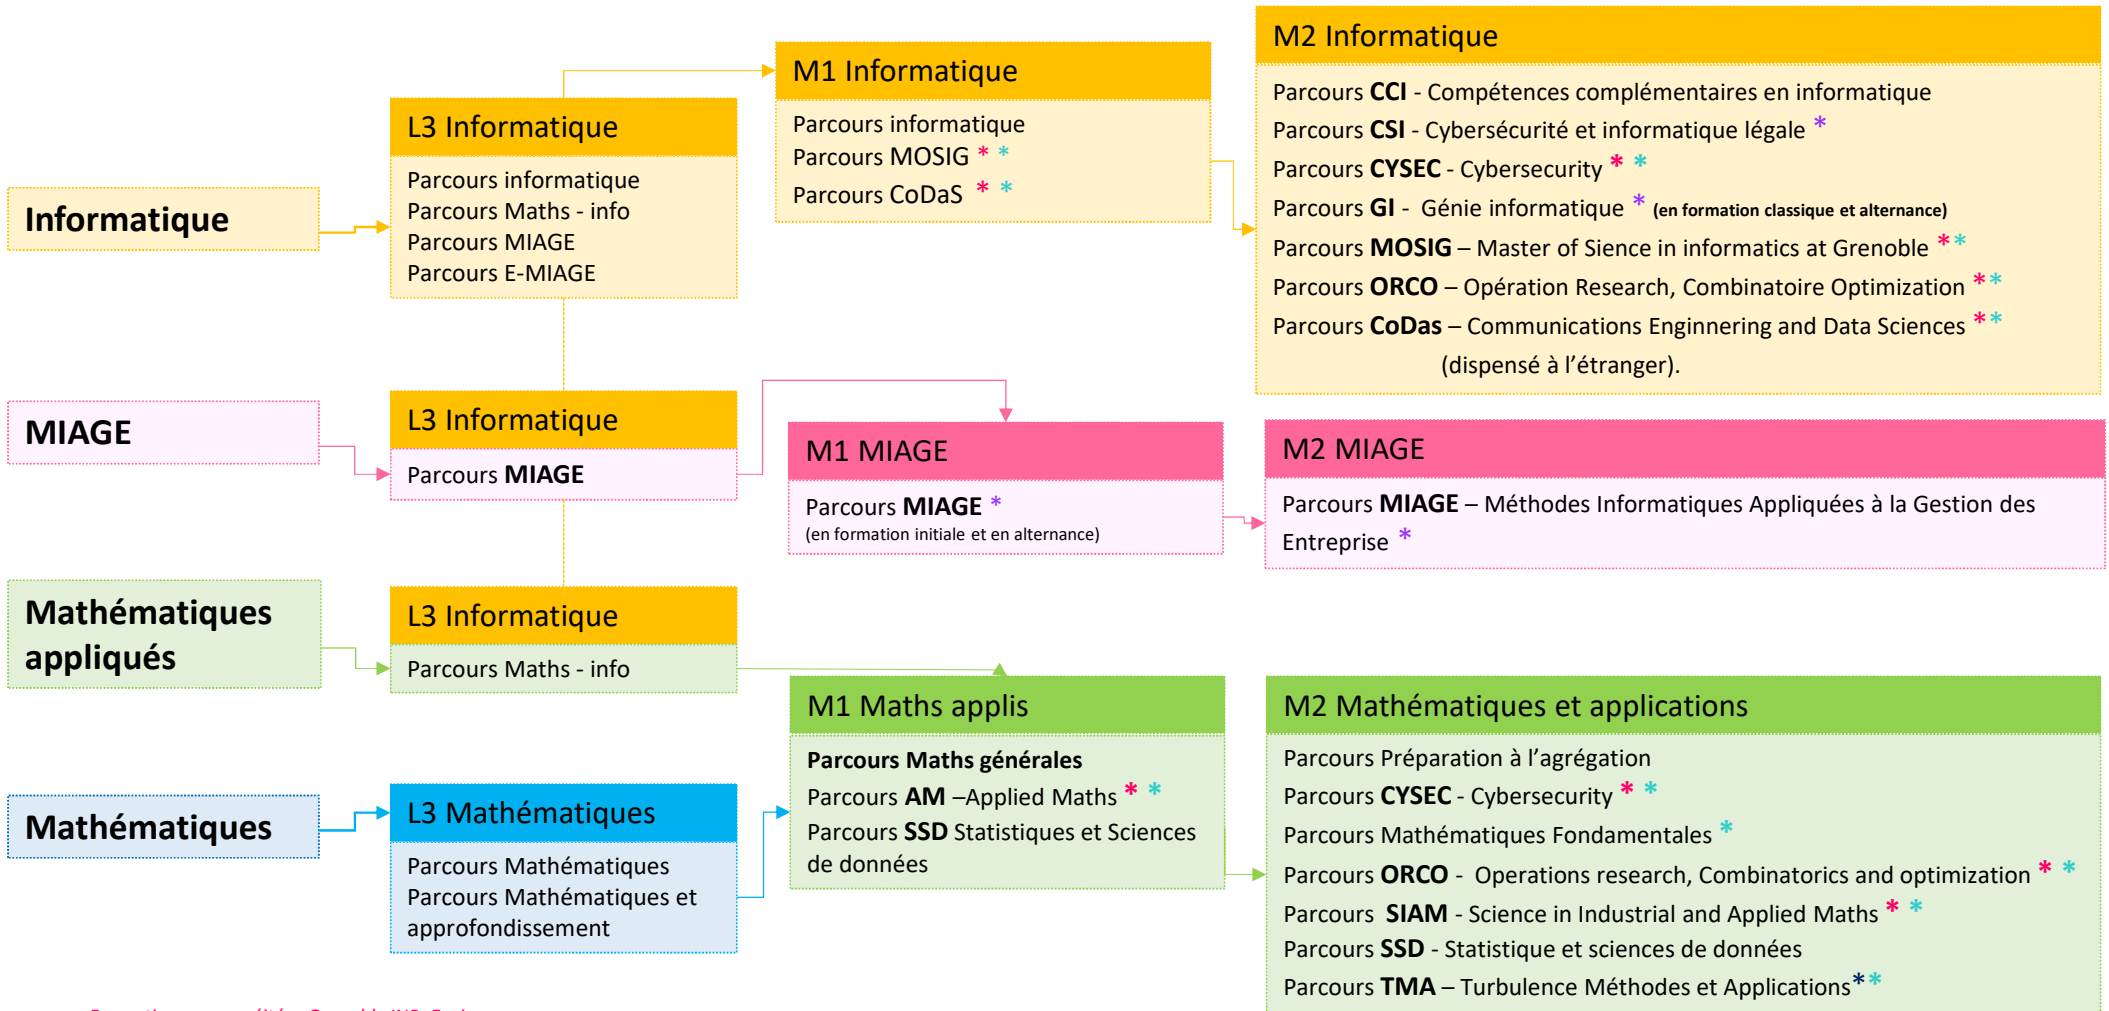 Informatique
L3 Informatique
Parcours informatique
Parcours Maths - info
Parcours MIAGE
Parcours E-MIAGE
M1 Informatique
Parcours informatique
Parcours MOSIG * *
Parcours CoDaS * *
M2 Informatique
Parcours CCI - Compétences complémentaires en informatique
Parcours CSI - Cybersécurité et informatique légale *
Parcours CYSEC - Cybersecurity * *
Parcours GI - Génie informatique * (en formation classique et alternance)
Parcours MOSIG – Master of Sience in informatics at Grenoble **
Parcours ORCO – Opération Research, Combinatoire Optimization **
Parcours CoDas – Communications Enginnering and Data Sciences **
(dispensé à l’étranger).
MIAGE
L3 Informatique
Parcours MIAGE
M1 MIAGE
Parcours MIAGE *
(en formation initiale et en alternance)
M2 MIAGE
Parcours MIAGE – Méthodes Informatiques Appliquées à la Gestion des
Entreprise *
Mathématiques
appliqués
L3 Informatique
Parcours Maths - info
M1 Maths applis
Parcours Maths générales
Parcours AM –Applied Maths * *
Parcours SSD Statistiques et Sciences
de données
M2 Mathématiques et applications
Parcours Préparation à l’agrégation
Parcours CYSEC - Cybersecurity * *
Parcours Mathématiques Fondamentales *
Parcours ORCO - Operations research, Combinatorics and optimization * *
Parcours SIAM - Science in Industrial and Applied Maths * *
Parcours SSD - Statistique et sciences de données
Parcours TMA – Turbulence Méthodes et Applications**
Mathématiques
L3 Mathématiques
Parcours Mathématiques
Parcours Mathématiques et
approfondissement